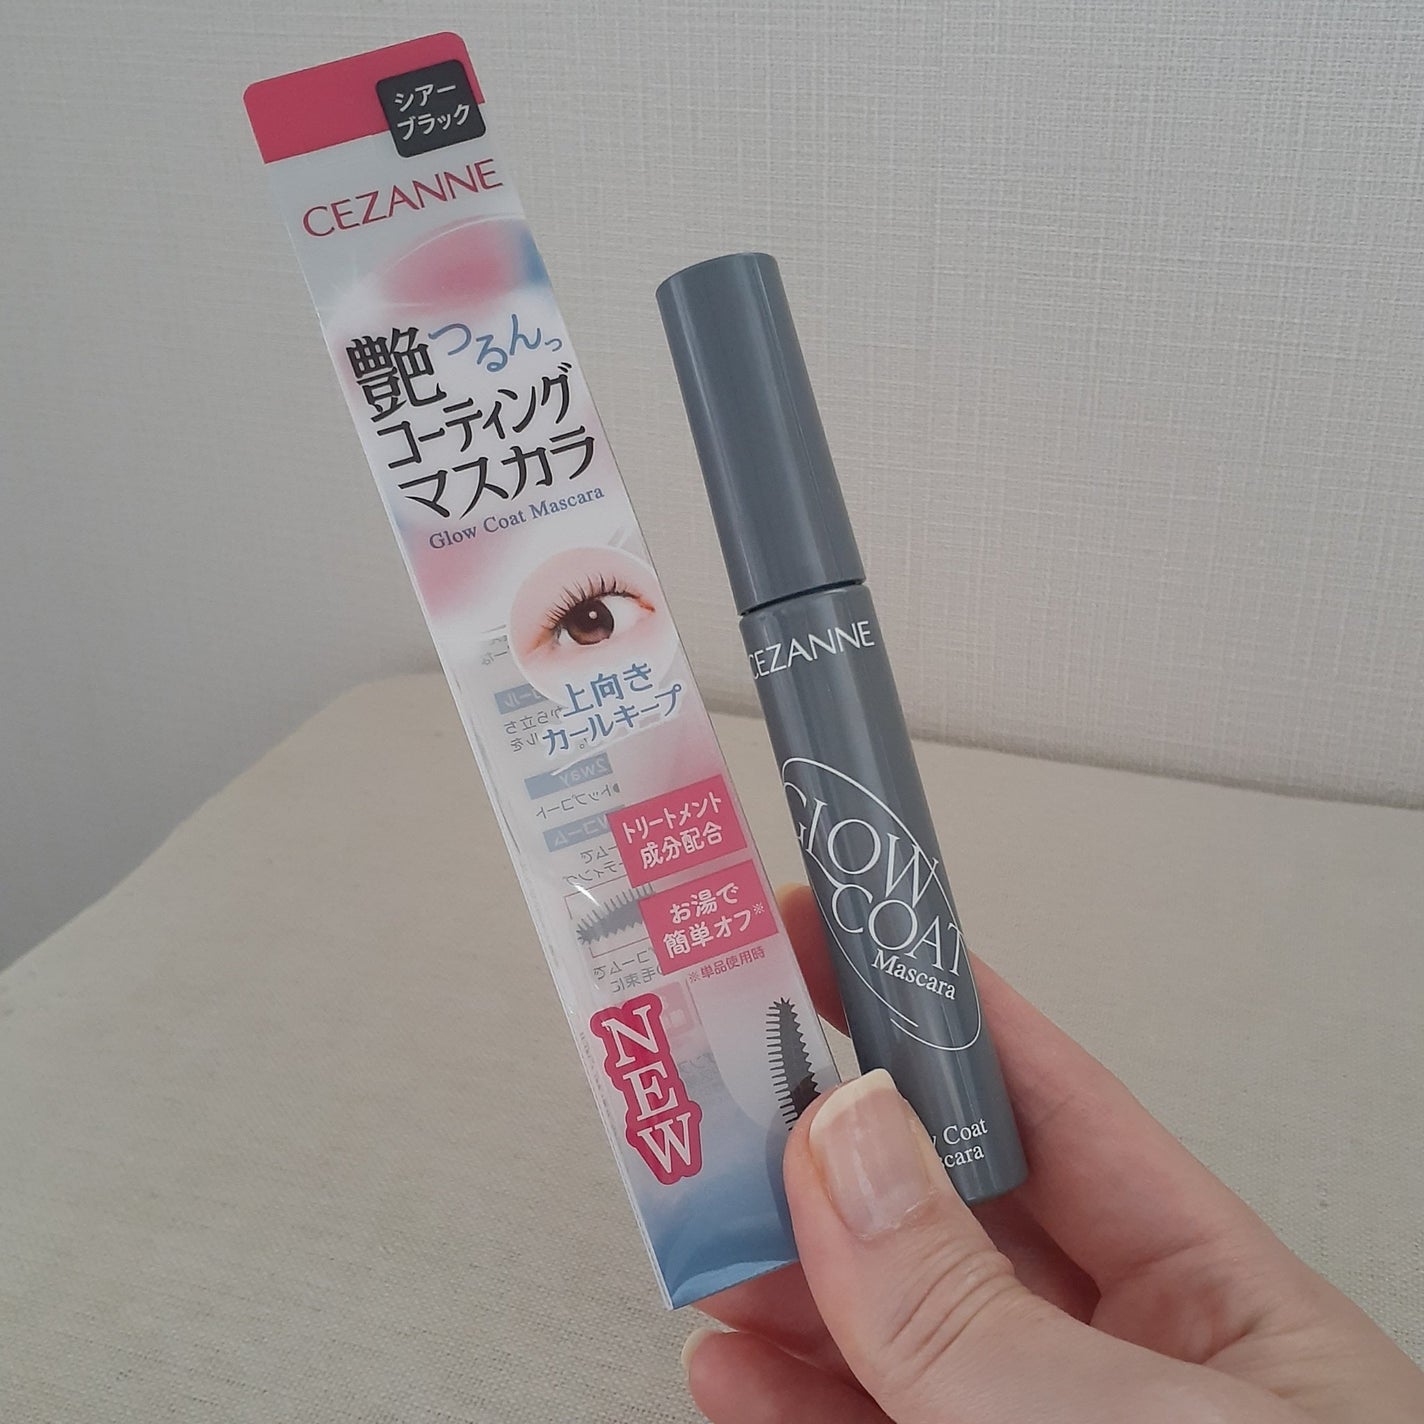 シアー
ブラック
CEZANNE
艶つるんっ
コーティング
マスカラ
Glow Coat Mascara
上向き
カールキープ
トリートメント
成分配合
お湯で
簡単オフ※
※単品使用時
NEW
CEZANNE
GLOW
COAT
Mascara
Coat